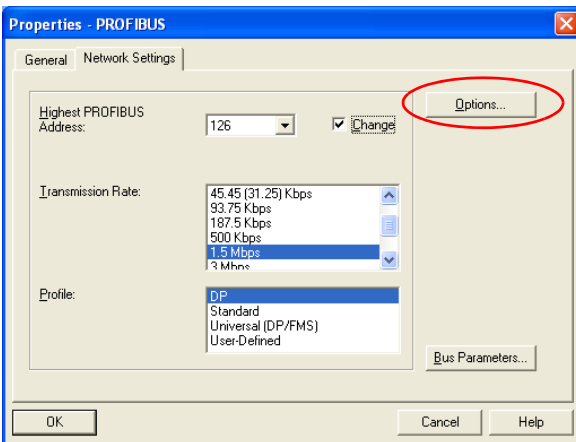 Properties - PROFIBUS
General Network Settings
Highest PROFIBUS
Address:
126
Change
Options...
Transmission Rate:
45.45 (31.25) Kbps
93.75 Kbps
187.5 Kbps
500 Kbps
1.5 Mbps
3 Mbps
Profile:
DP
Standard
Universal (DP/FMS)
User-Defined
Bus Parameters...
OK Cancel Help